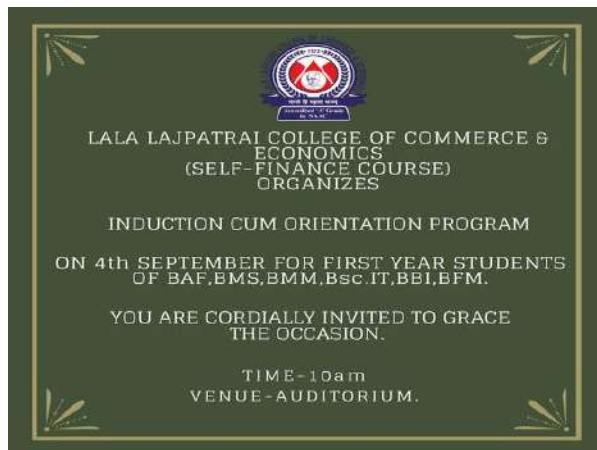 LALA LAJPATRAI COLLEGE OF COMMERCE &
ECONOMICS
(SELF-FINANCE COURSE)
ORGANIZES
INDUCTION CUM ORIENTATION PROGRAM
ON 4th SEPTEMBER FOR FIRST YEAR STUDENTS
OF BAF,BMS,BMM,Bsc.IT,BBI,BFM.
YOU ARE CORDIALLY INVITED TO GRACE
THE OCCASION.
TIME-10am
VENUE-AUDITORIUM.